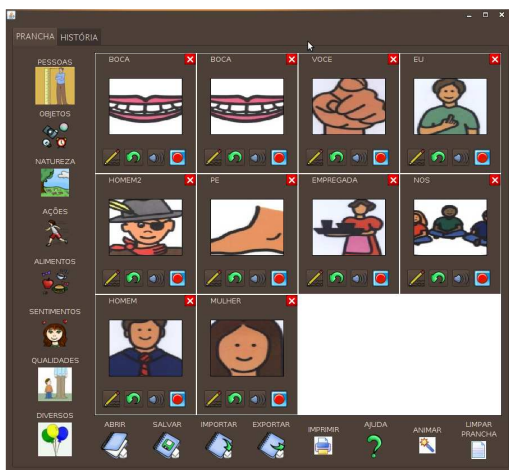 PRANCHA HISTÓRIA
PESSOAS
OBJETOS
NATUREZA
AÇÕES
ALIMENTOS
SENTIMENTOS
QUALIDADES
DIVERSOS
BOCA BOCA VOCE EU
HOMEM2 PE EMPREGADA NOS
HOMEM MULHER
ABRIR SALVAR IMPORTAR EXPORTAR IMPRIMIR AJUDA ANIMAR LIMPAR
PRANCHA